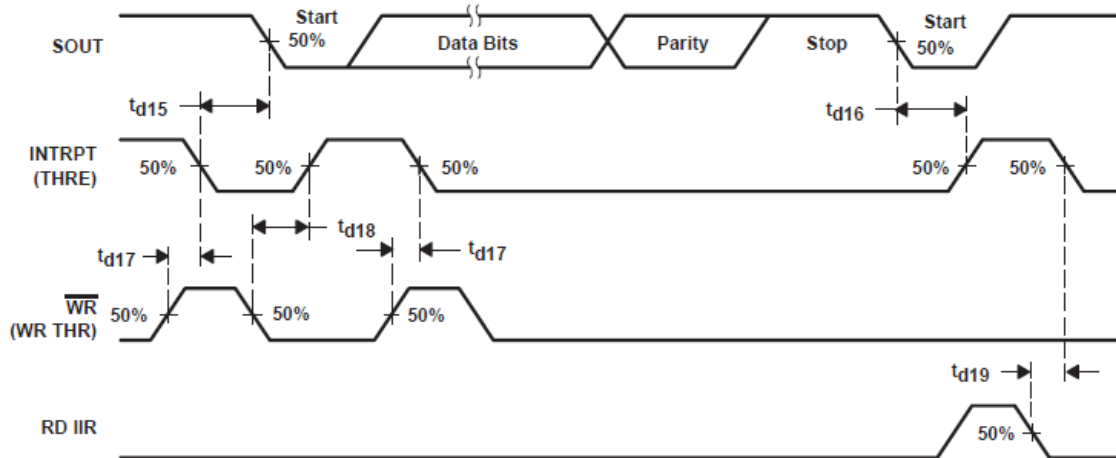 Start
Start
SOUT
50%
Data Bits
Parity
Stop
50%
td15
td16
INTRPT
(THRE)
50%
50%
50%
50%
50%
td18
td17
td17
WR
(WR THR)
50%
50%
50%
td19
RD IIR
50%